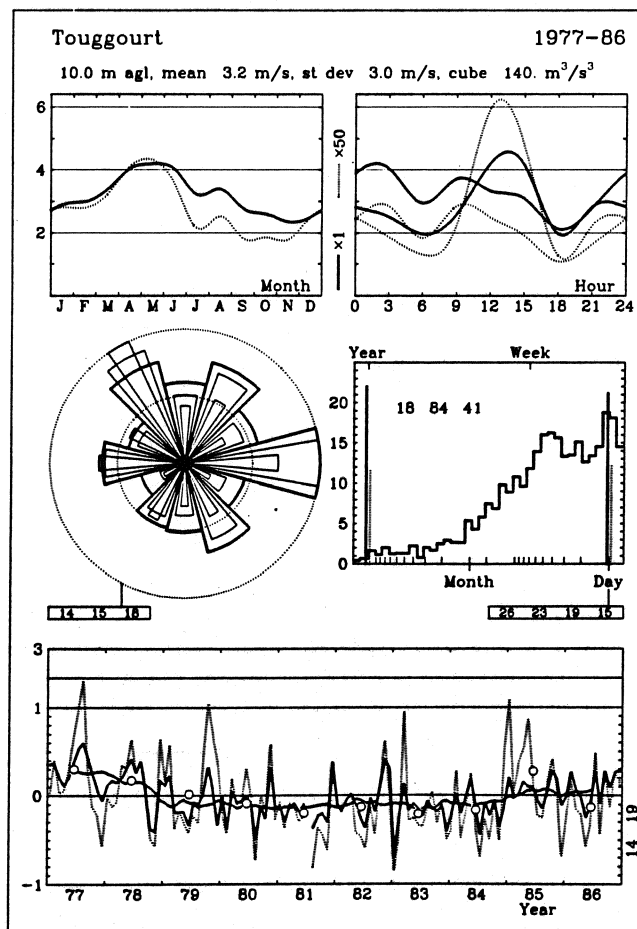 Touggourt 1977–86
10.0 m agl, mean 3.2 m/s, st dev 3.0 m/s, cube 140. m³/s³
6
4
2
Month
J F M A M J J A S O N D
×1 ×50
Hour
0 3 6 9 12 15 18 21 24
Year Week
20
15
10
5
0
18 84 41
Month Day
14 15 18
26 23 19 15
3
1
0
-1
77 78 79 80 81 82 83 84 85 86
Year
14 19